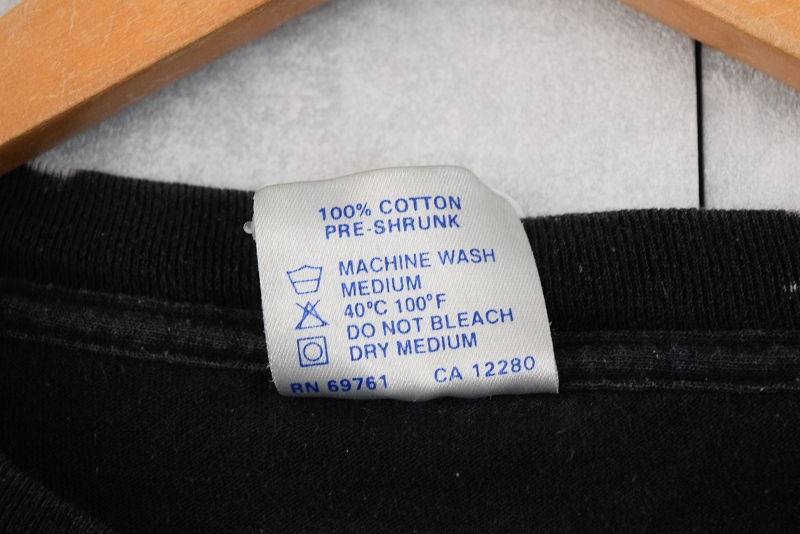 100% COTTON
PRE-SHRUNK
MACHINE WASH
MEDIUM
40°C 100°F
DO NOT BLEACH
DRY MEDIUM
RN 69761 CA 12280